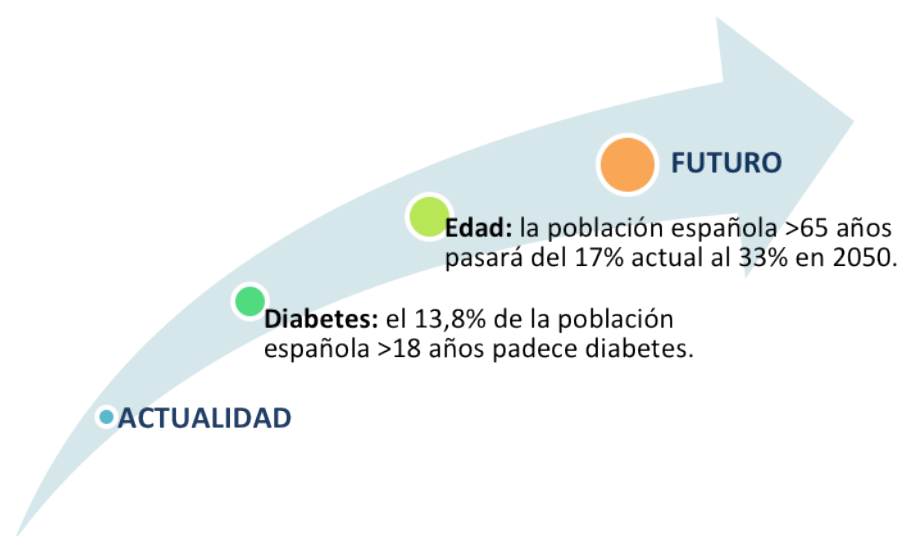 FUTURO
Edad: la población española >65 años
pasará del 17% actual al 33% en 2050.
Diabetes: el 13,8% de la población
española >18 años padece diabetes.
ACTUALIDAD